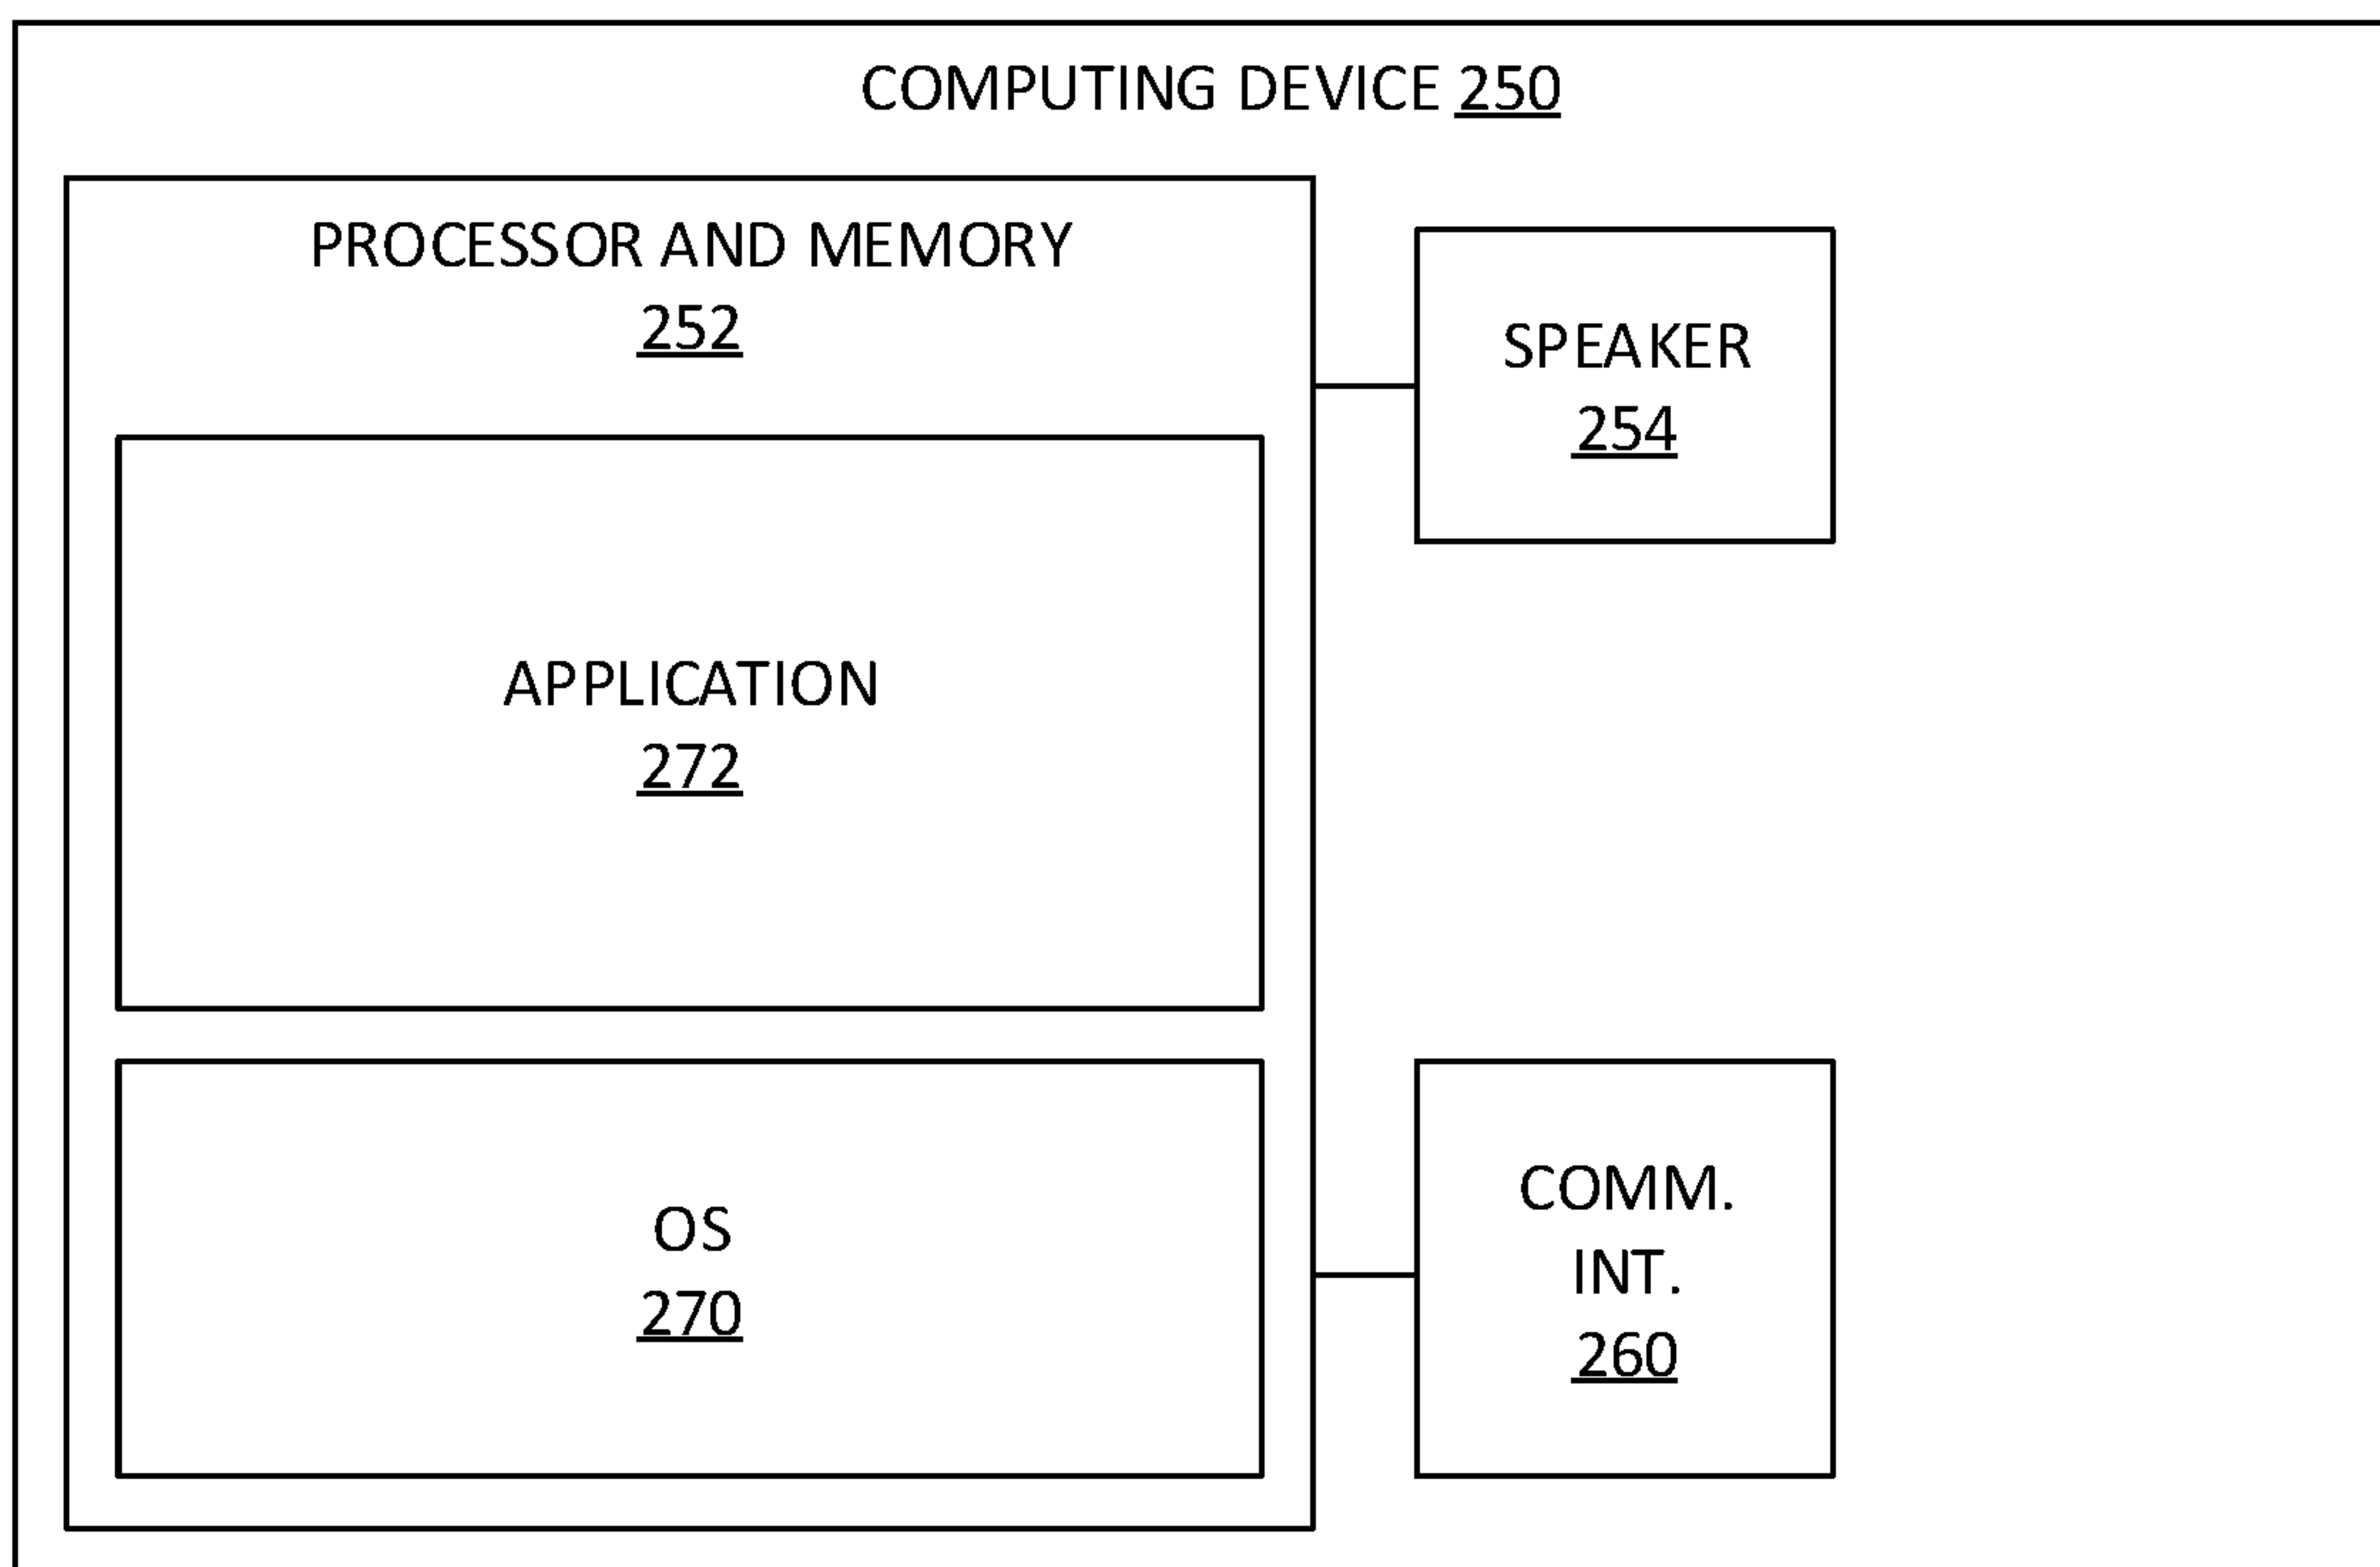 COMPUTING DEVICE 250
PROCESSOR AND MEMORY
252
SPEAKER
254
APPLICATION
272
OS
270
COMM.
INT.
260